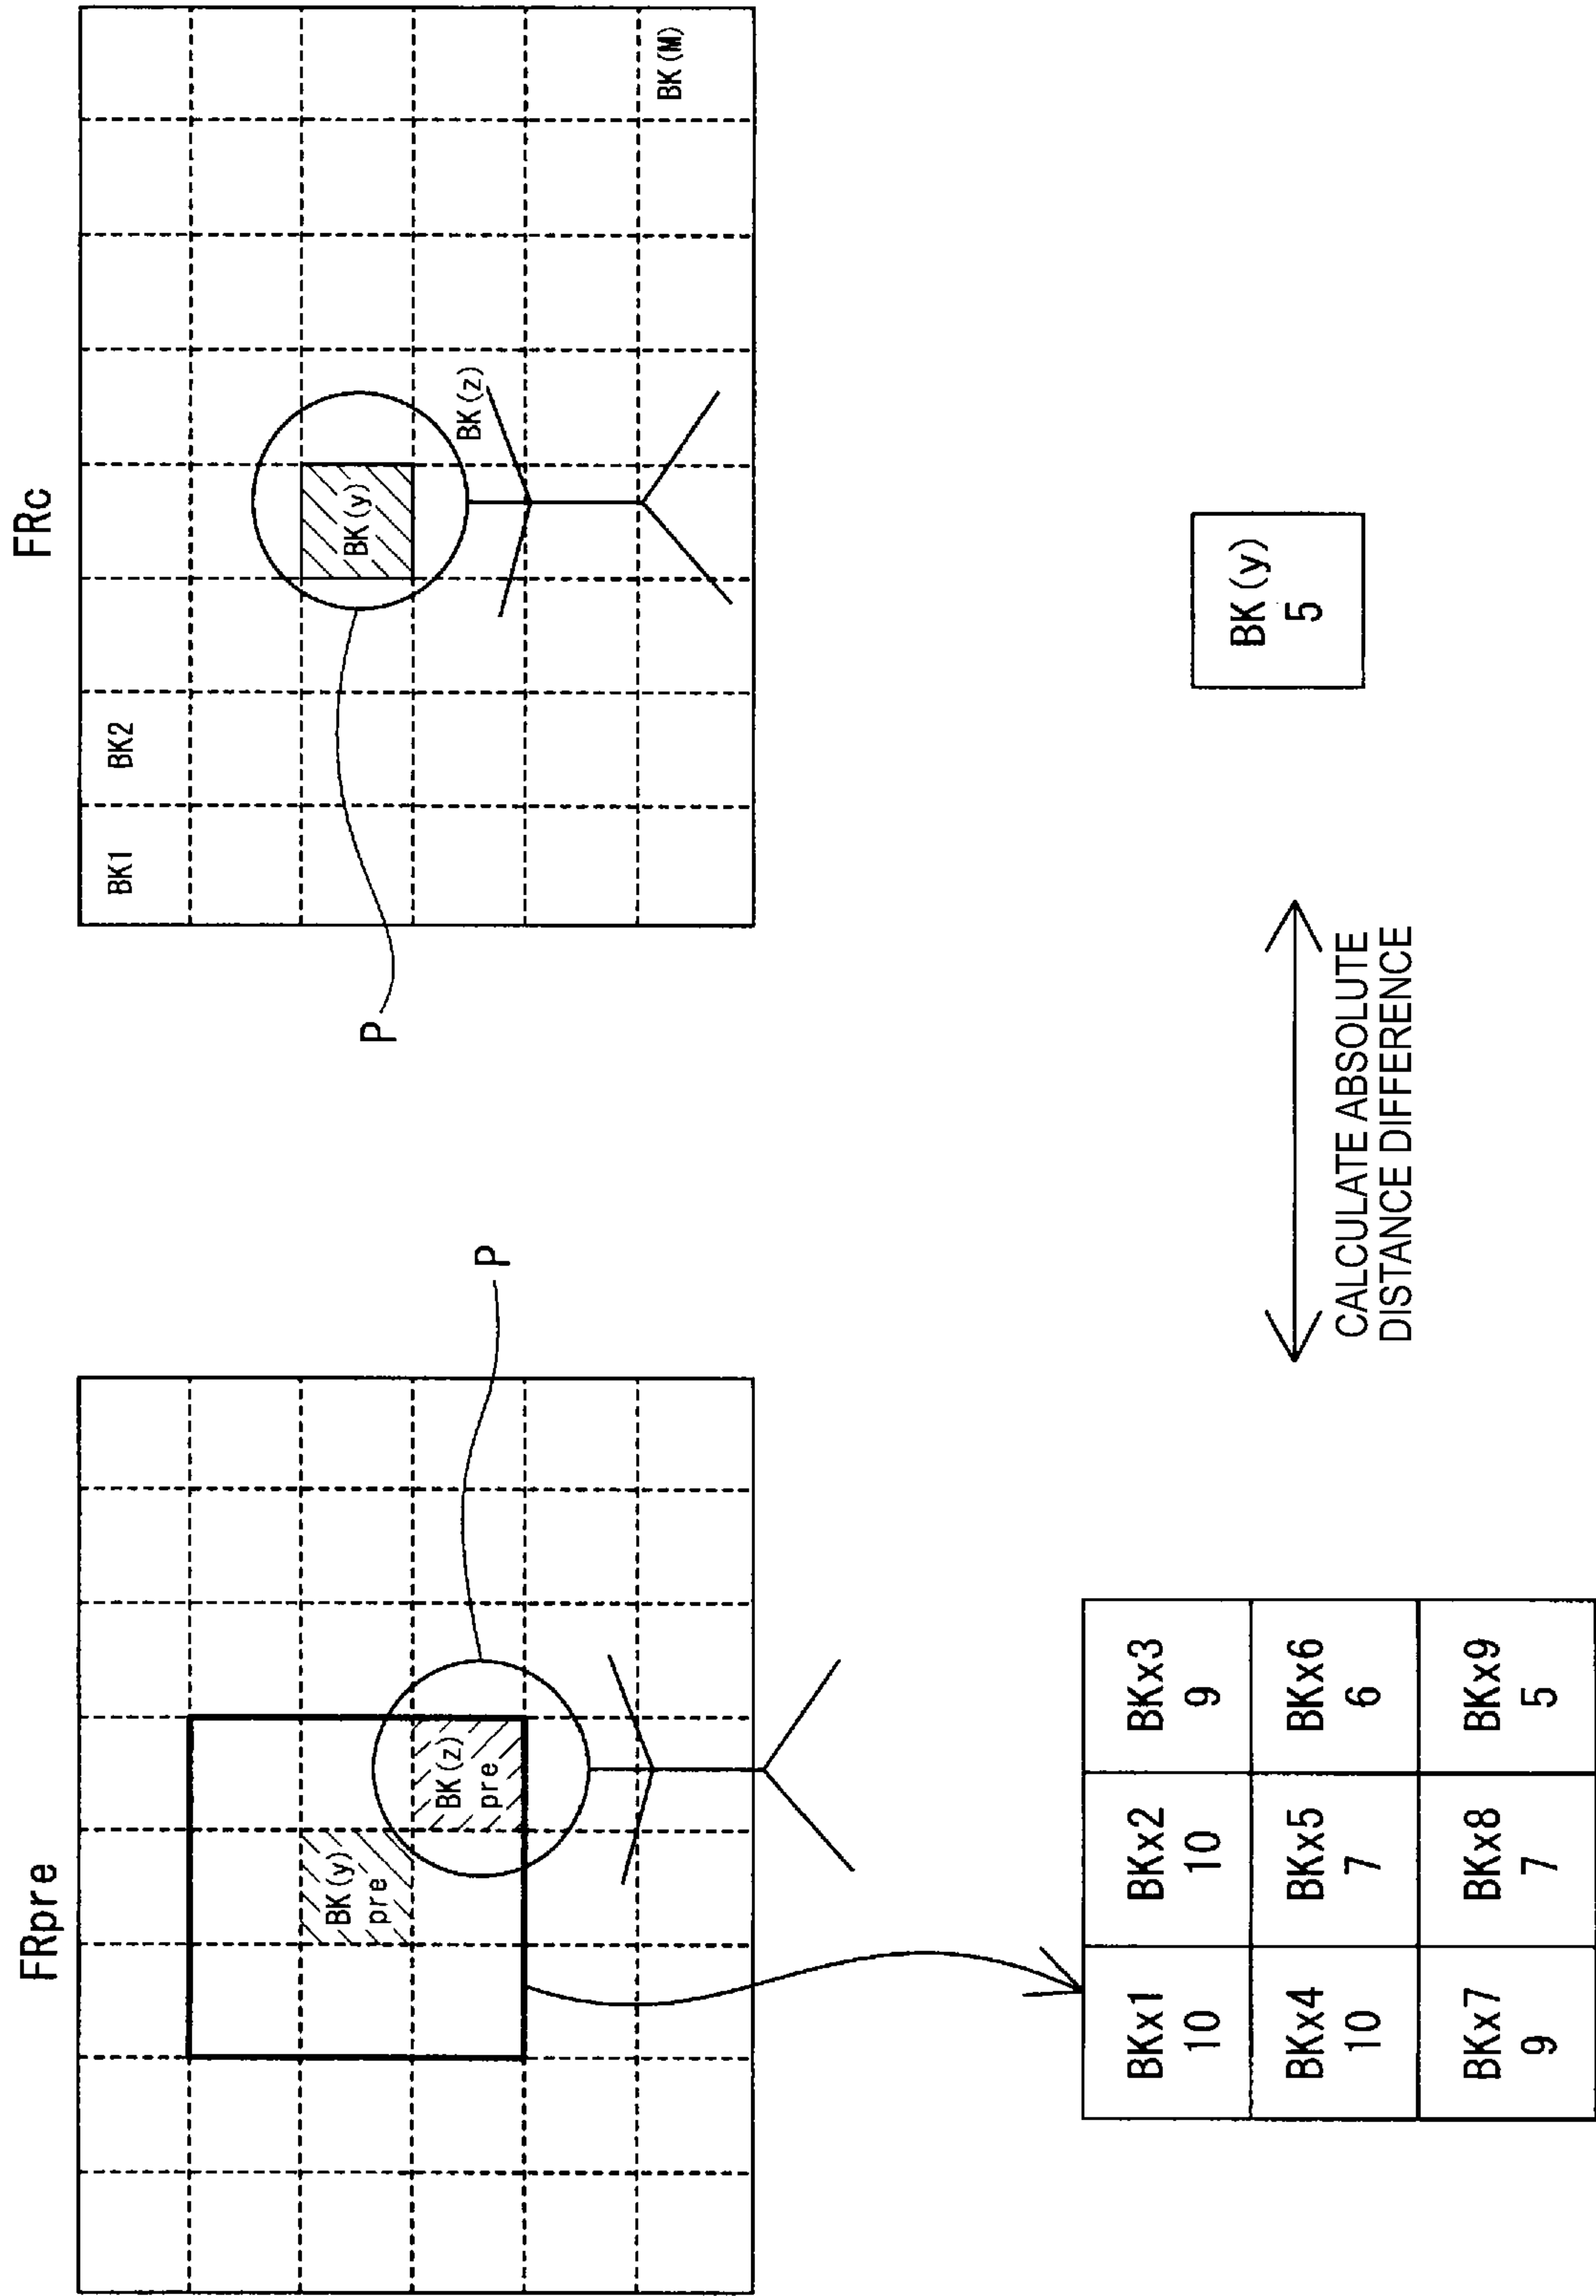 FRpre
BK(y)
pre
BK(z)
pre
P
FRc
BK1
BK2
BK(y)
BK(z)
BK(M)
P
BKx1
10
BKx2
10
BKx3
9
BKx4
10
BKx5
7
BKx6
6
BKx7
9
BKx8
7
BKx9
5
CALCULATE ABSOLUTE
DISTANCE DIFFERENCE
BK(y)
5